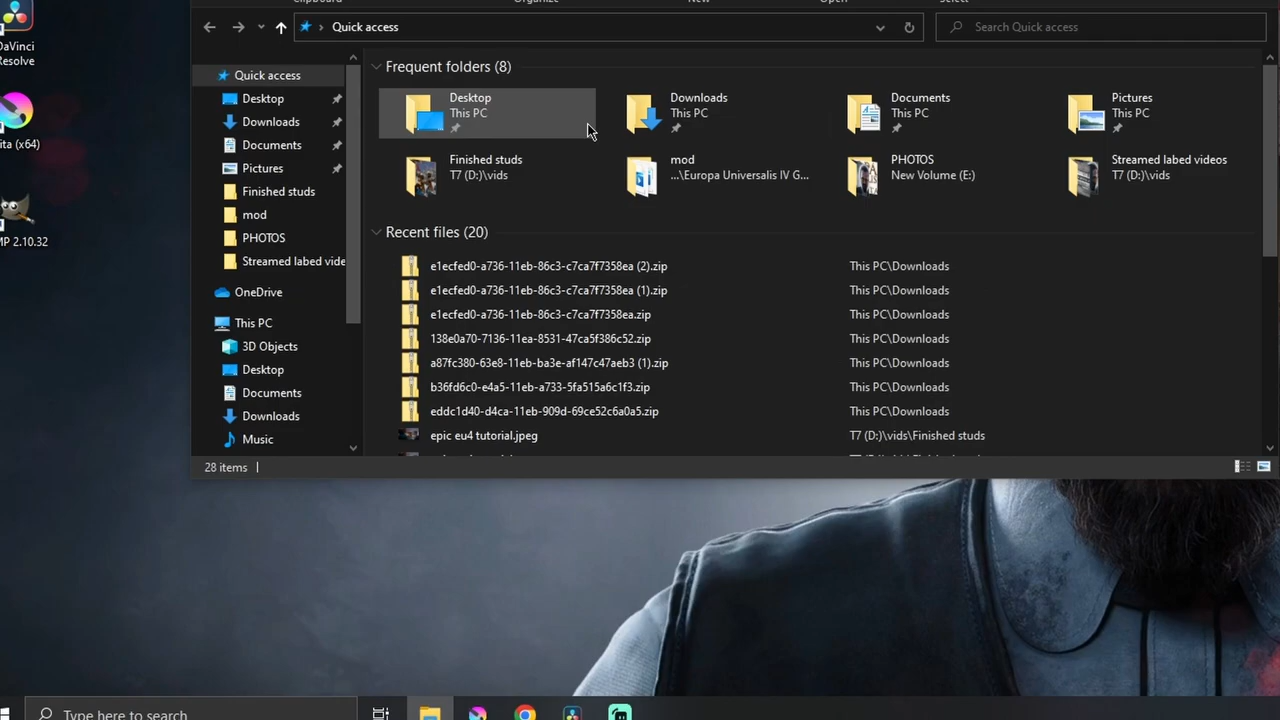 Quick access
Search Quick access
DaVinci
Resolve
ita (x64)
MP 2.10.32
Quick access
Desktop
Downloads
Documents
Pictures
Finished studs
mod
PHOTOS
Streamed labed vide
OneDrive
This PC
3D Objects
Desktop
Documents
Downloads
Music
Frequent folders (8)
Desktop
This PC
Downloads
This PC
Documents
This PC
Pictures
This PC
Finished studs
T7 (D:)\vids
mod
...\Europa Universalis IV G...
PHOTOS
New Volume (E:)
Streamed labed videos
T7 (D:)\vids
Recent files (20)
e1ecfed0-a736-11eb-86c3-c7ca7f7358ea (2).zip This PC\Downloads
e1ecfed0-a736-11eb-86c3-c7ca7f7358ea (1).zip This PC\Downloads
e1ecfed0-a736-11eb-86c3-c7ca7f7358ea.zip This PC\Downloads
138e0a70-7136-11ea-8531-47ca5f386c52.zip This PC\Downloads
a87fc380-63e8-11eb-ba3e-af147c47aeb3 (1).zip This PC\Downloads
b36fd6c0-e4a5-11eb-a733-5fa515a6c1f3.zip This PC\Downloads
eddc1d40-d4ca-11eb-909d-69ce52c6a0a5.zip This PC\Downloads
epic eu4 tutorial.jpeg T7 (D:)\vids\Finished studs
28 items
Type here to search